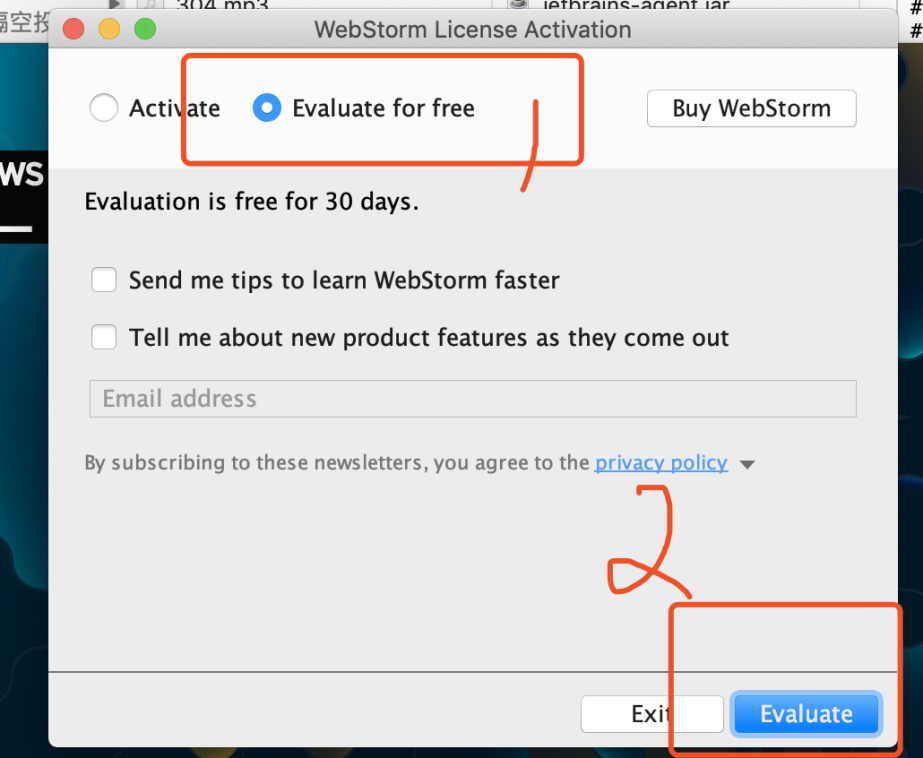 304.mp3
jetbrains-agent.jar
#
#
隔空投
WebStorm License Activation
Activate
Evaluate for free
Buy WebStorm
1
WS
Evaluation is free for 30 days.
Send me tips to learn WebStorm faster
Tell me about new product features as they come out
Email address
By subscribing to these newsletters, you agree to the privacy policy
2
Exit
Evaluate